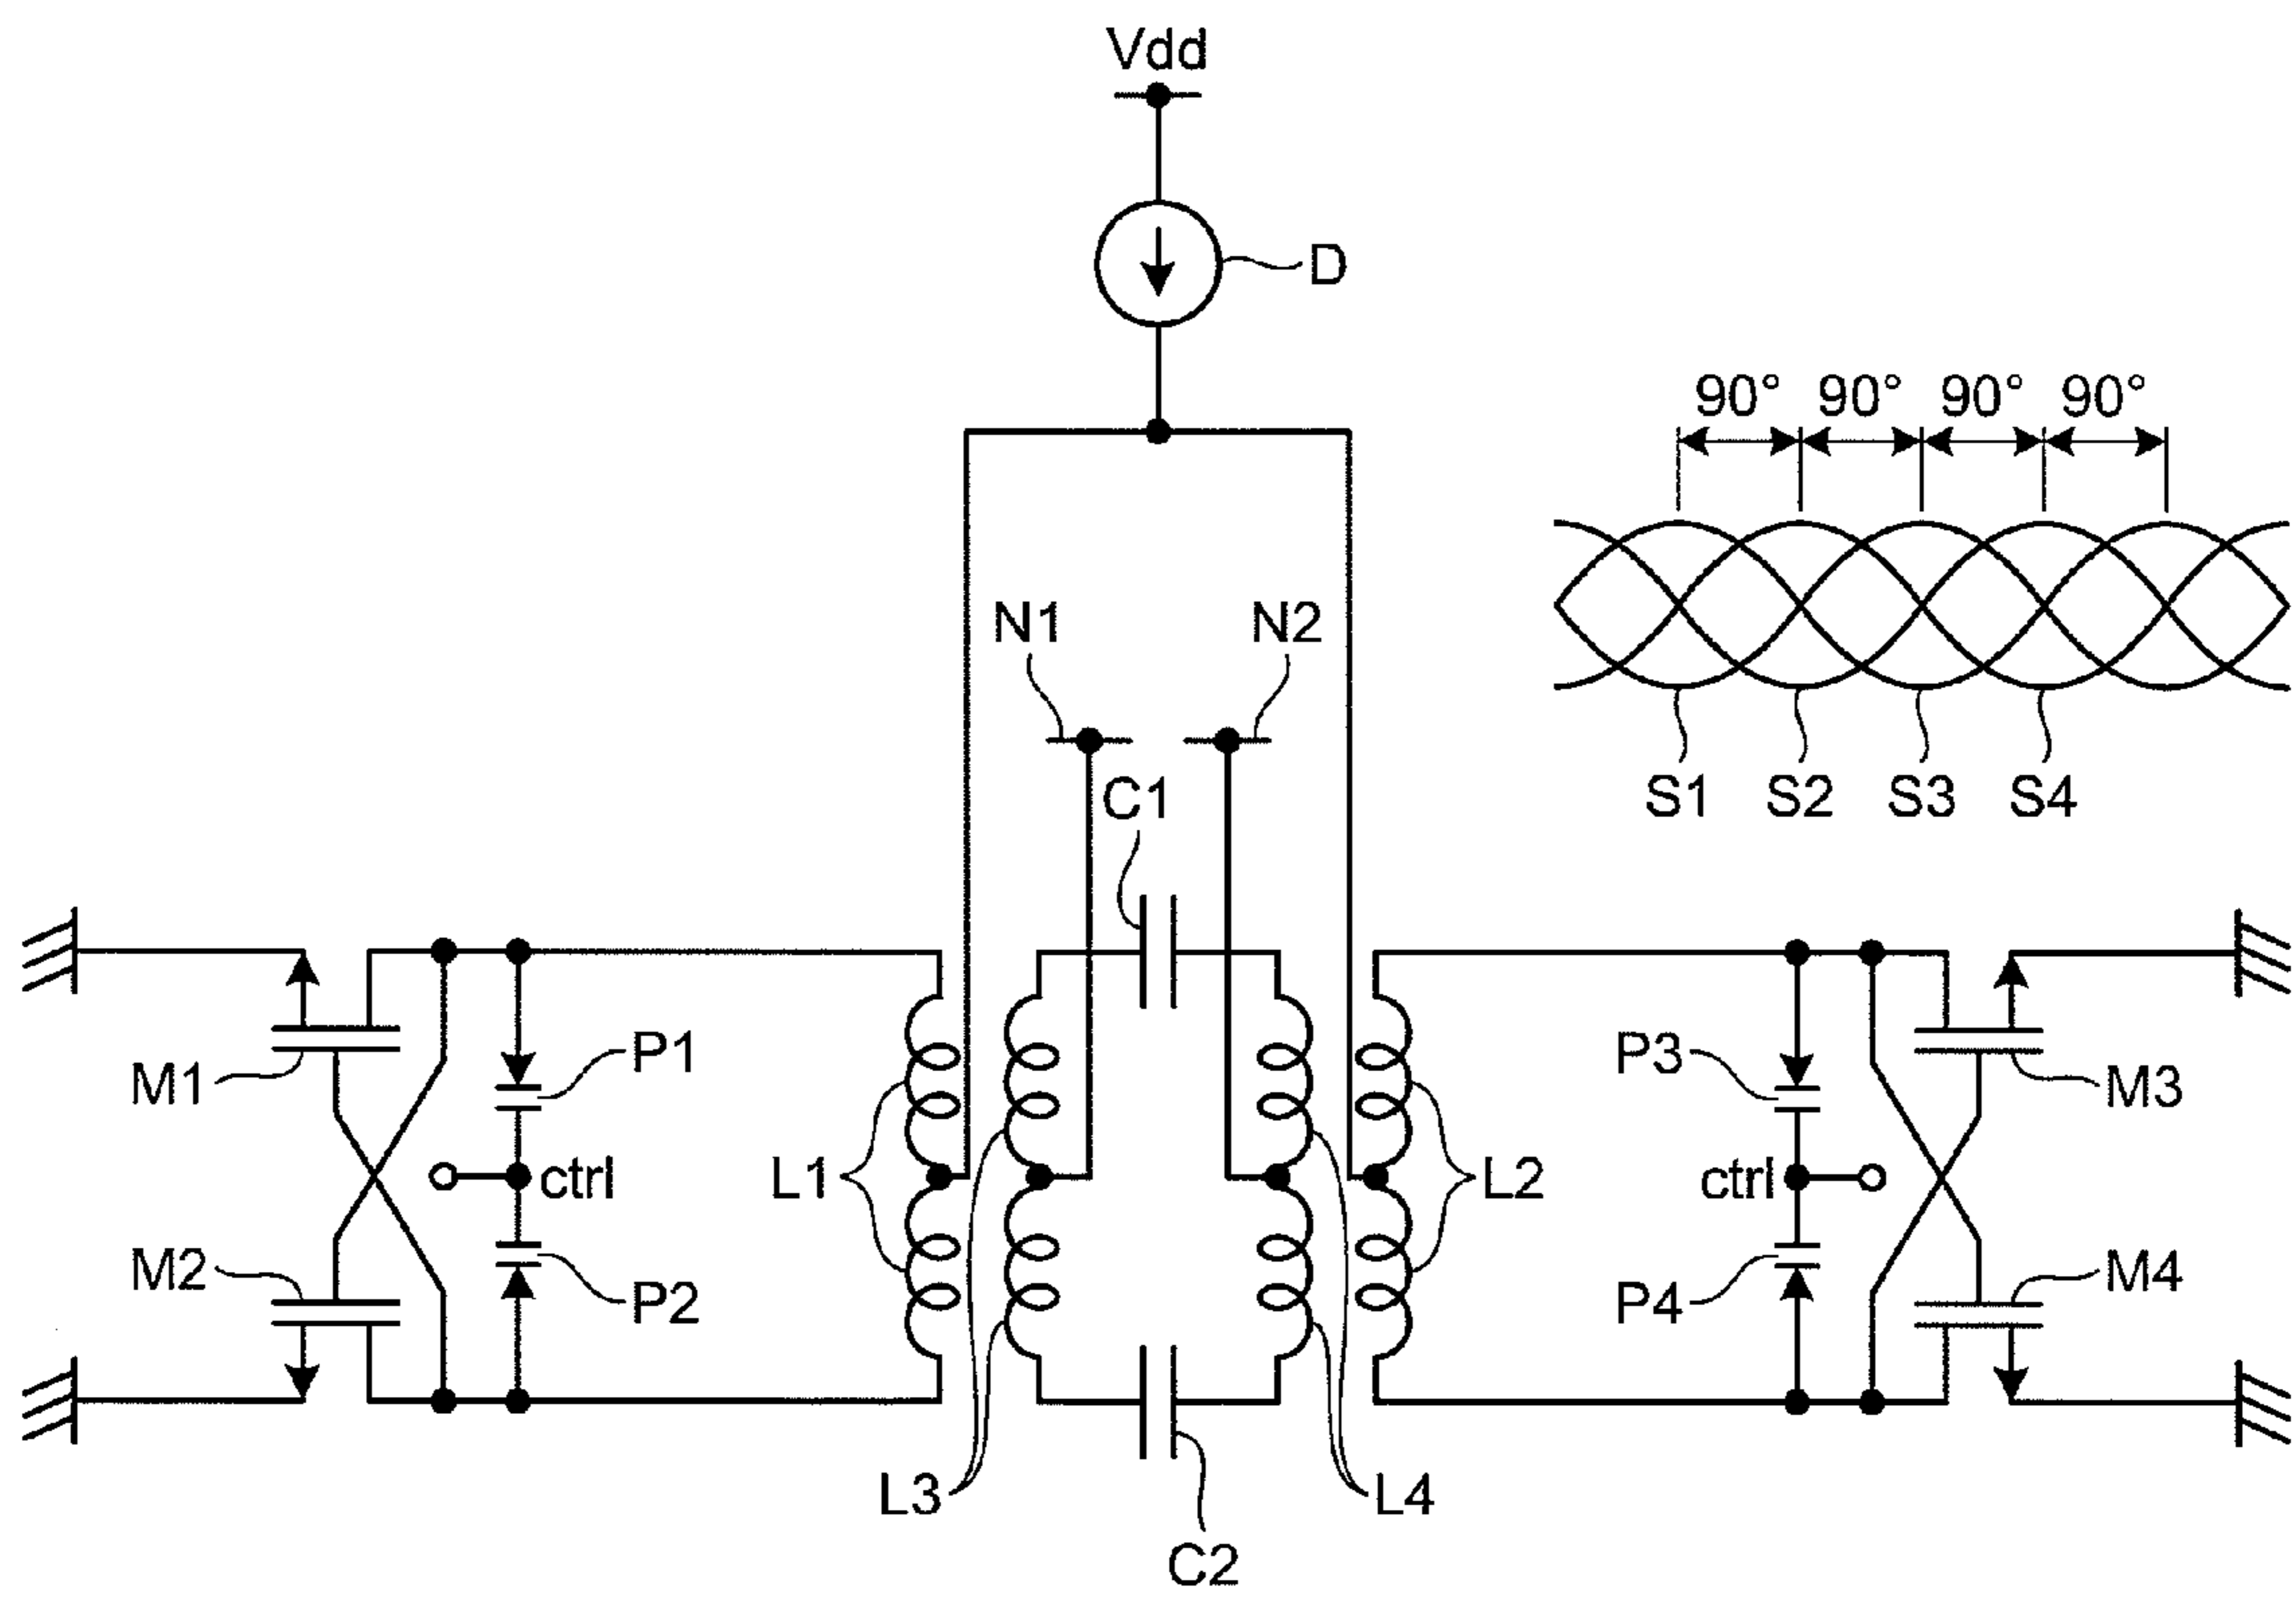 Vdd
D
90° 90° 90° 90°
N1 N2
C1
S1 S2 S3 S4
M1 P1 P3 M3
L1 ctrl ctrl L2
M2 P2 P4 M4
L3 L4
C2